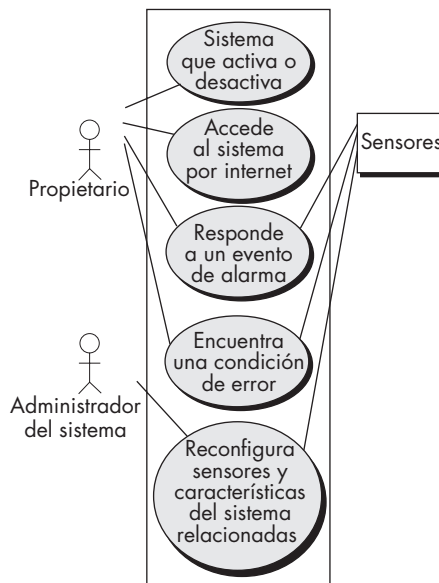 Sistema
que activa o
desactiva
Accede
al sistema
por internet
Sensores
Propietario
Responde
a un evento
de alarma
Encuentra
una condición
de error
Administrador
del sistema
Reconfigura
sensores y
características
del sistema
relacionadas